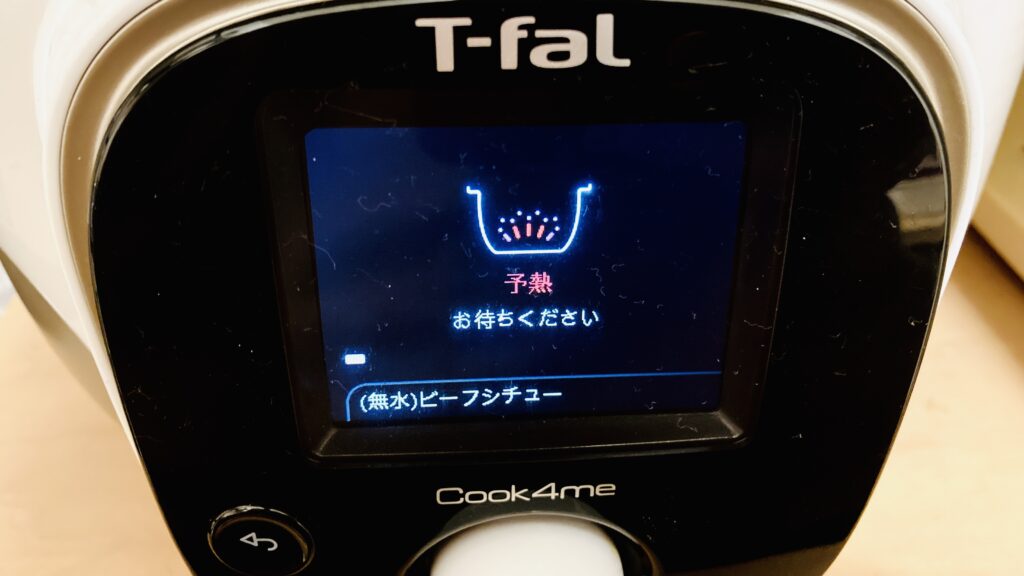 T-fal
予熱
お待ちください
(無水)ビーフシチュー
Cook4me